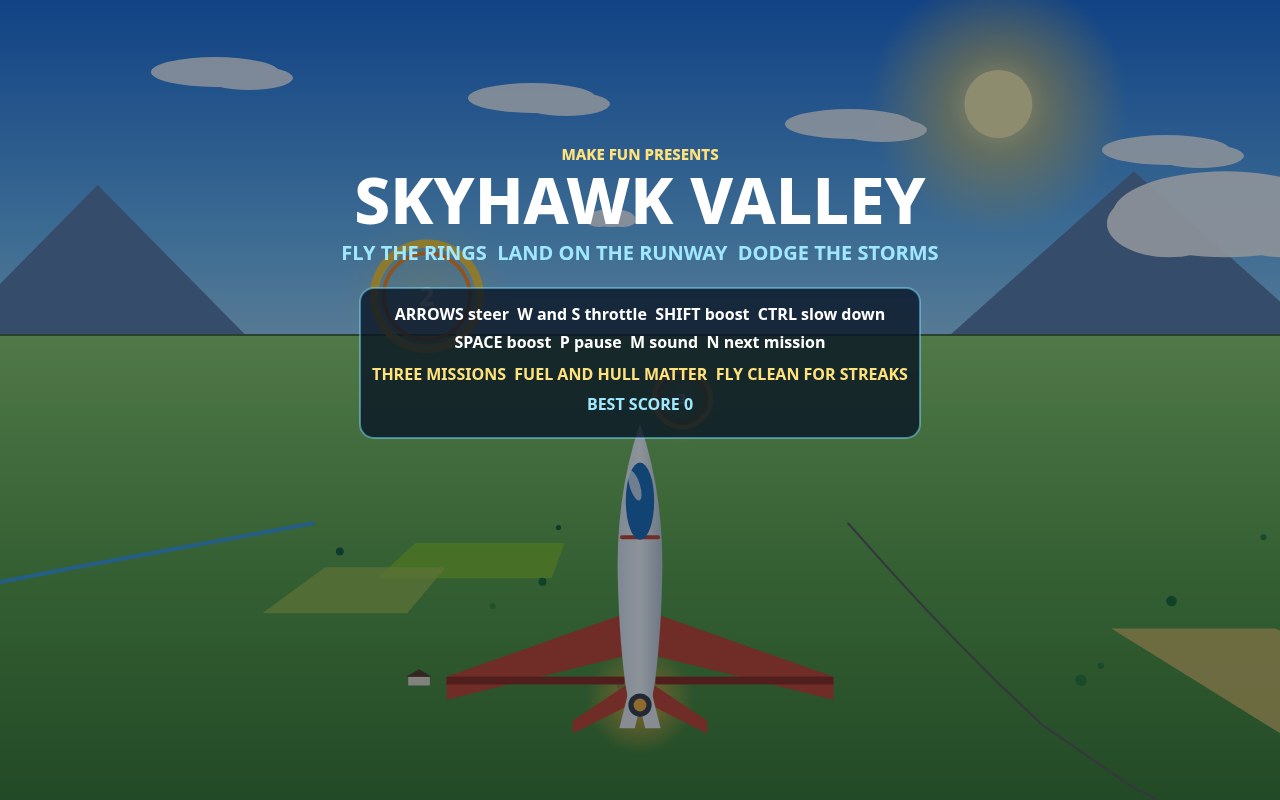 MAKE FUN PRESENTS
SKYHAWK VALLEY
FLY THE RINGS  LAND ON THE RUNWAY  DODGE THE STORMS
2
ARROWS steer  W and S throttle  SHIFT boost  CTRL slow down
SPACE boost  P pause  M sound  N next mission
THREE MISSIONS  FUEL AND HULL MATTER  FLY CLEAN FOR STREAKS
BEST SCORE 0